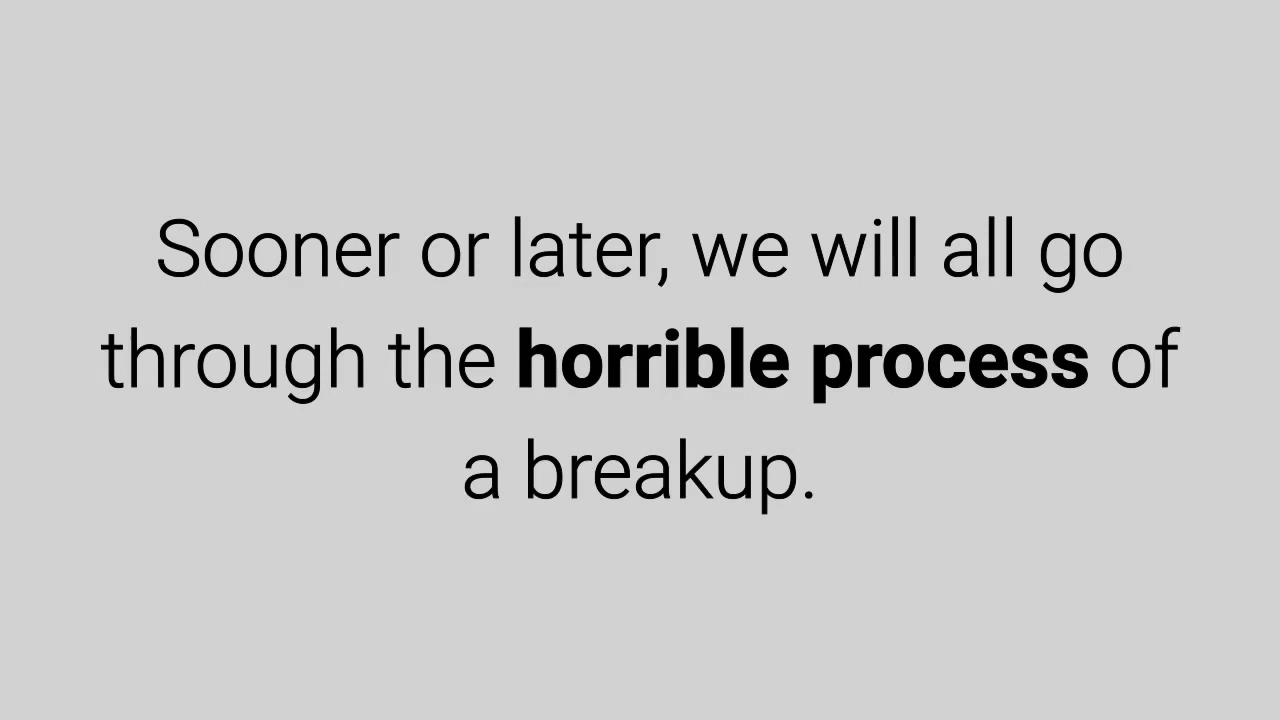 Sooner or later, we will all go
through the horrible process of
a breakup.